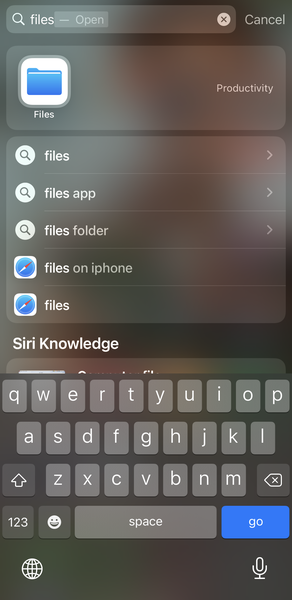 files — Open Cancel
Files
Productivity
files
files app
files folder
files on iphone
files
Siri Knowledge
q w e r t y u i o p
a s d f g h j k l
z x c v b n m
123 space go